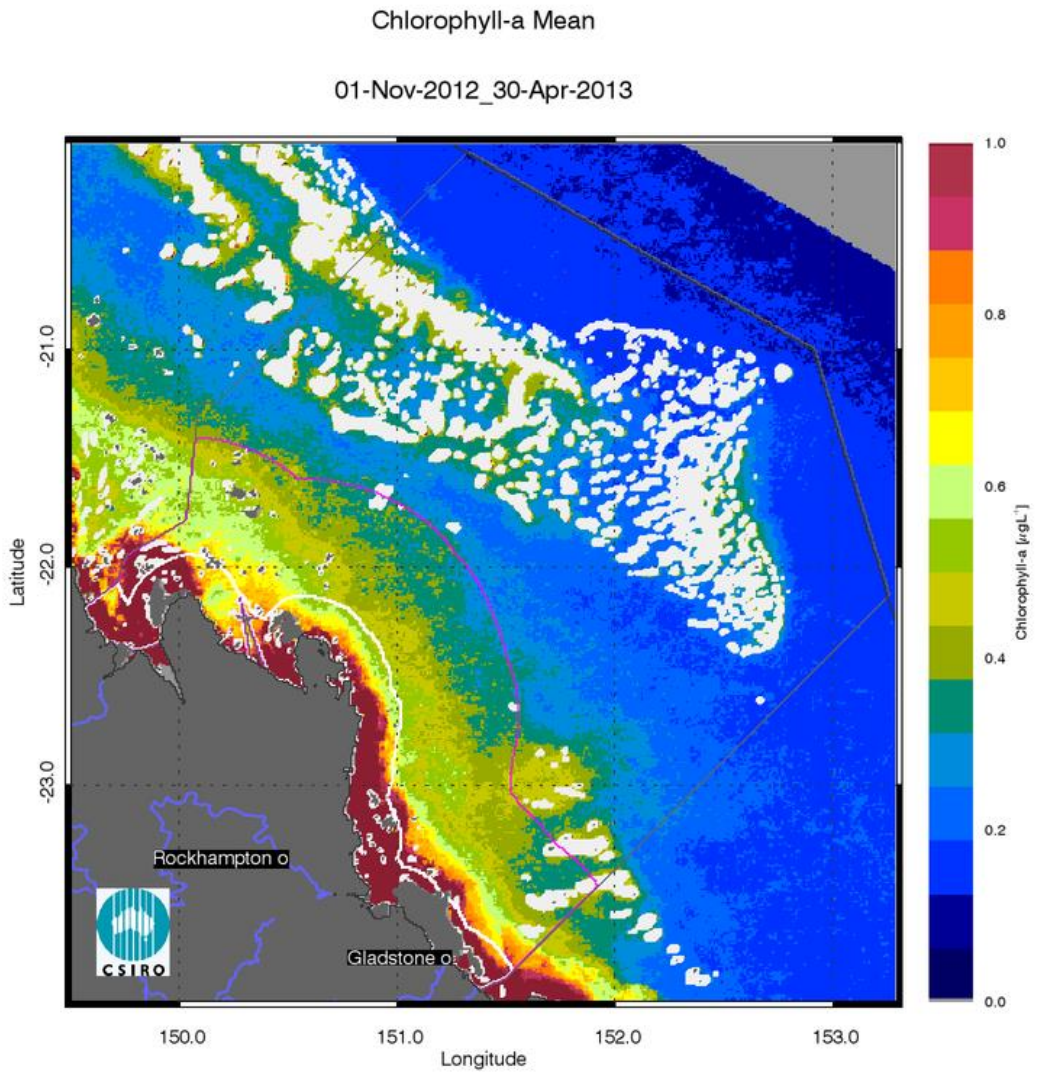 Chlorophyll-a Mean
01-Nov-2012_30-Apr-2013
1.0
0.8
0.6
0.4
0.2
0.0
Chlorophyll-a [µgL⁻¹]
-21.0
-22.0
-23.0
Latitude
Rockhampton o
Gladstone o
CSIRO
150.0
151.0
152.0
153.0
Longitude